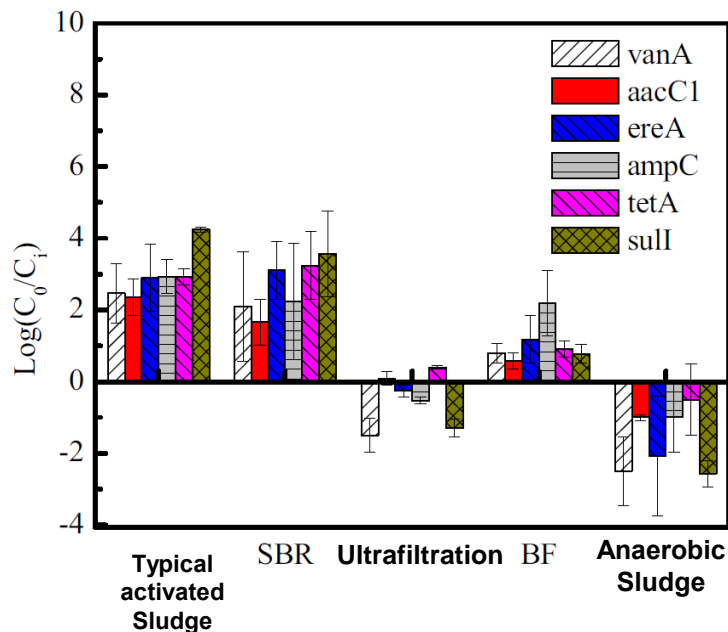 10
8
6
4
2
0
-2
-4
Log(C₀/Cᵢ)
vanA
aacC1
ereA
ampC
tetA
sulI
Typical
activated
Sludge
SBR
Ultrafiltration
BF
Anaerobic
Sludge